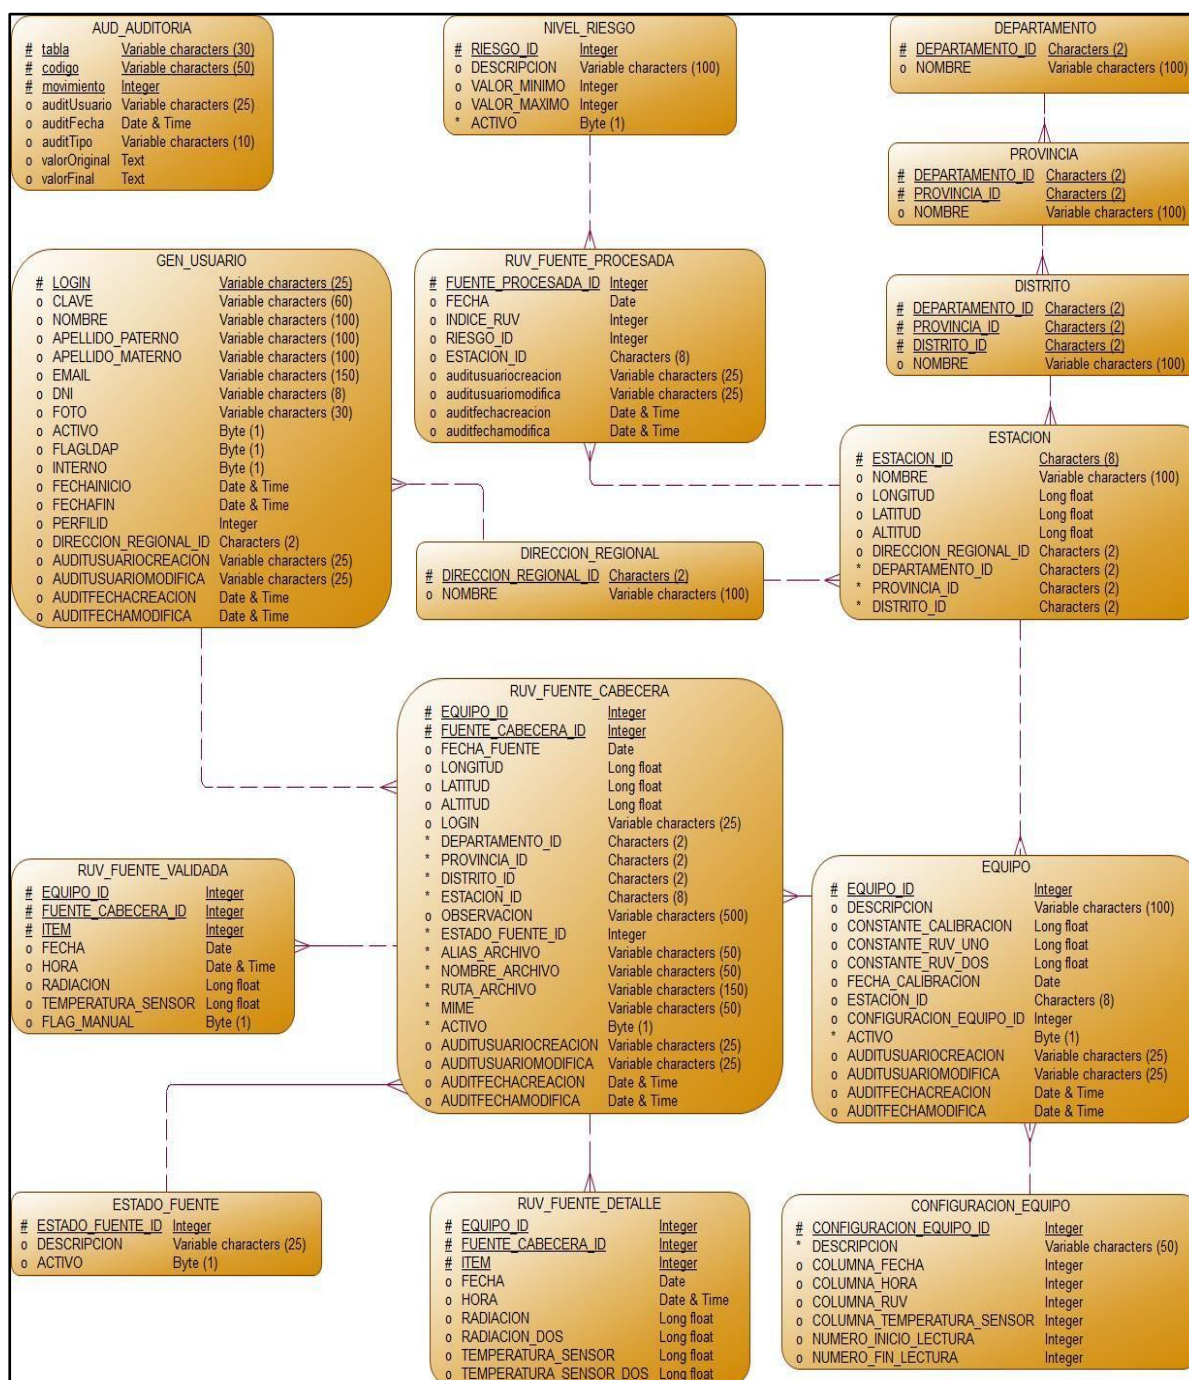 AUD_AUDITORIA
# tabla Variable characters (30)
# codigo Variable characters (50)
# movimiento Integer
o auditUsuario Variable characters (25)
o auditFecha Date & Time
o auditTipo Variable characters (10)
o valorOriginal Text
o valorFinal Text
NIVEL_RIESGO
# RIESGO_ID Integer
o DESCRIPCION Variable characters (100)
o VALOR_MINIMO Integer
o VALOR_MAXIMO Integer
* ACTIVO Byte (1)
DEPARTAMENTO
# DEPARTAMENTO_ID Characters (2)
o NOMBRE Variable characters (100)
PROVINCIA
# DEPARTAMENTO_ID Characters (2)
# PROVINCIA_ID Characters (2)
o NOMBRE Variable characters (100)
GEN_USUARIO
# LOGIN Variable characters (25)
o CLAVE Variable characters (60)
o NOMBRE Variable characters (100)
o APELLIDO_PATERNO Variable characters (100)
o APELLIDO_MATERNO Variable characters (100)
o EMAIL Variable characters (150)
o DNI Variable characters (8)
o FOTO Variable characters (30)
o ACTIVO Byte (1)
o FLAGLDAP Byte (1)
o INTERNO Byte (1)
o FECHAINICIO Date & Time
o FECHAFIN Date & Time
o PERFILID Integer
o DIRECCION_REGIONAL_ID Characters (2)
o AUDITUSUARIOCREACION Variable characters (25)
o AUDITUSUARIOMODIFICA Variable characters (25)
o AUDITFECHACREACION Date & Time
o AUDITFECHAMODIFICA Date & Time
RUV_FUENTE_PROCESADA
# FUENTE_PROCESADA_ID Integer
o FECHA Date
o INDICE_RUV Integer
o RIESGO_ID Integer
o ESTACION_ID Characters (8)
o auditusuariocreacion Variable characters (25)
o auditusuariomodifica Variable characters (25)
o auditfechacreacion Date & Time
o auditfechamodifica Date & Time
DISTRITO
# DEPARTAMENTO_ID Characters (2)
# PROVINCIA_ID Characters (2)
# DISTRITO_ID Characters (2)
o NOMBRE Variable characters (100)
ESTACION
# ESTACION_ID Characters (8)
o NOMBRE Variable characters (100)
o LONGITUD Long float
o LATITUD Long float
o ALTITUD Long float
o DIRECCION_REGIONAL_ID Characters (2)
* DEPARTAMENTO_ID Characters (2)
* PROVINCIA_ID Characters (2)
* DISTRITO_ID Characters (2)
DIRECCION_REGIONAL
# DIRECCION_REGIONAL_ID Characters (2)
o NOMBRE Variable characters (100)
RUV_FUENTE_CABECERA
# EQUIPO_ID Integer
# FUENTE_CABECERA_ID Integer
o FECHA_FUENTE Date
o LONGITUD Long float
o LATITUD Long float
o ALTITUD Long float
o LOGIN Variable characters (25)
* DEPARTAMENTO_ID Characters (2)
* PROVINCIA_ID Characters (2)
* DISTRITO_ID Characters (2)
* ESTACION_ID Characters (8)
o OBSERVACION Variable characters (500)
* ESTADO_FUENTE_ID Integer
* ALIAS_ARCHIVO Variable characters (50)
* NOMBRE_ARCHIVO Variable characters (50)
* RUTA_ARCHIVO Variable characters (150)
* MIME Variable characters (50)
* ACTIVO Byte (1)
o AUDITUSUARIOCREACION Variable characters (25)
o AUDITUSUARIOMODIFICA Variable characters (25)
o AUDITFECHACREACION Date & Time
o AUDITFECHAMODIFICA Date & Time
RUV_FUENTE_VALIDADA
# EQUIPO_ID Integer
# FUENTE_CABECERA_ID Integer
# ITEM Integer
o FECHA Date
o HORA Date & Time
o RADIACION Long float
o TEMPERATURA_SENSOR Long float
o FLAG_MANUAL Byte (1)
EQUIPO
# EQUIPO_ID Integer
o DESCRIPCION Variable characters (100)
o CONSTANTE_CALIBRACION Long float
o CONSTANTE_RUV_UNO Long float
o CONSTANTE_RUV_DOS Long float
o FECHA_CALIBRACION Date
o ESTACION_ID Characters (8)
o CONFIGURACION_EQUIPO_ID Integer
* ACTIVO Byte (1)
o AUDITUSUARIOCREACION Variable characters (25)
o AUDITUSUARIOMODIFICA Variable characters (25)
o AUDITFECHACREACION Date & Time
o AUDITFECHAMODIFICA Date & Time
ESTADO_FUENTE
# ESTADO_FUENTE_ID Integer
o DESCRIPCION Variable characters (25)
o ACTIVO Byte (1)
RUV_FUENTE_DETALLE
# EQUIPO_ID Integer
# FUENTE_CABECERA_ID Integer
# ITEM Integer
o FECHA Date
o HORA Date & Time
o RADIACION Long float
o RADIACION_DOS Long float
o TEMPERATURA_SENSOR Long float
o TEMPERATURA_SENSOR_DOS Long float
CONFIGURACION_EQUIPO
# CONFIGURACION_EQUIPO_ID Integer
* DESCRIPCION Variable characters (50)
o COLUMNA_FECHA Integer
o COLUMNA_HORA Integer
o COLUMNA_RUV Integer
o COLUMNA_TEMPERATURA_SENSOR Integer
o NUMERO_INICIO_LECTURA Integer
o NUMERO_FIN_LECTURA Integer